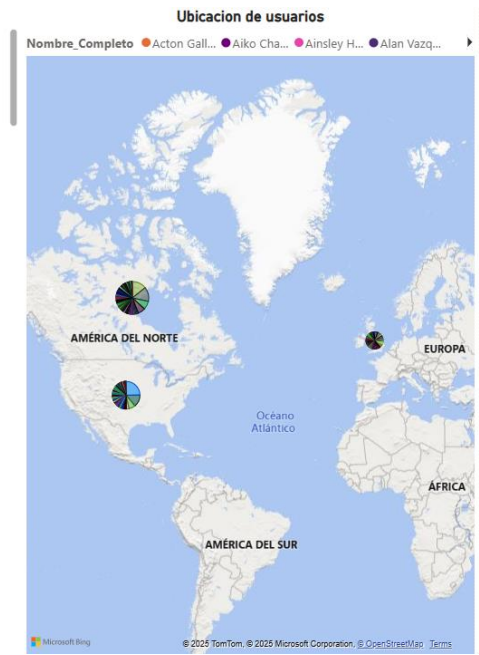 Ubicacion de usuarios
Nombre_Completo Acton Gall... Aiko Cha... Ainsley H... Alan Vazq...
AMÉRICA DEL NORTE
EUROPA
Océano
Atlántico
ÁFRICA
AMÉRICA DEL SUR
Microsoft Bing
© 2025 TomTom, © 2025 Microsoft Corporation, © OpenStreetMap Terms